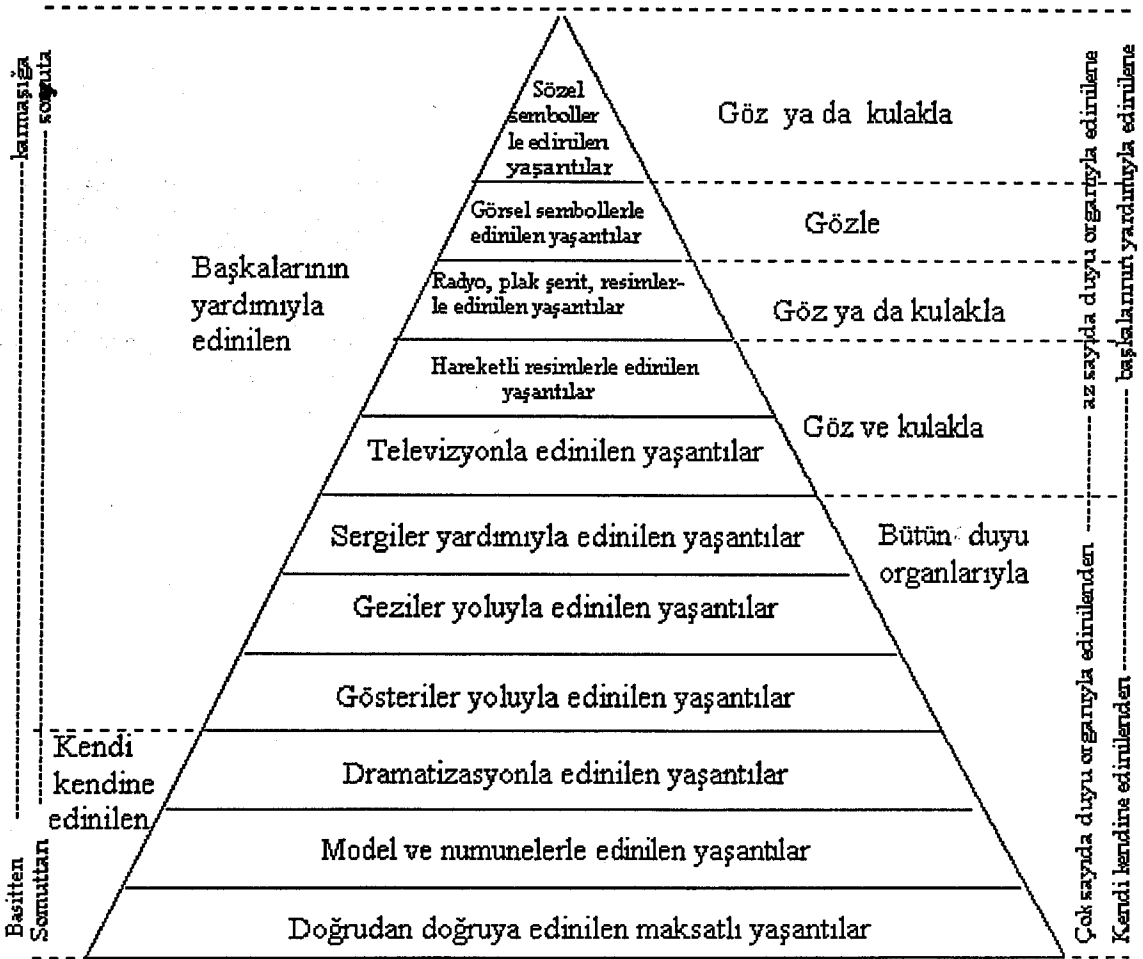 Sözel
semboller
le edinilen
yaşantılar
Göz ya da kulakla
Görsel sembollerle
edinilen yaşantılar
Gözle
Başkalarının
yardımıyla
edinilen
Radyo, plak şerit, resimler-
le edinilen yaşantılar
Göz ya da kulakla
Hareketli resimlerle edinilen
yaşantılar
Göz ve kulakla
Televizyonla edinilen yaşantılar
Sergiler yardımıyla edinilen yaşantılar
Bütün duyu
organlarıyla
Geziler yoluyla edinilen yaşantılar
Gösteriler yoluyla edinilen yaşantılar
Kendi
kendine
edinilen
Dramatizasyonla edinilen yaşantılar
Model ve numunelerle edinilen yaşantılar
Doğrudan doğruya edinilen maksatlı yaşantılar
Basitten karmaşığa
Somuttan soyuta
Çok sayıda duyu organıyla edinilenden az sayıda duyu organıyla edinilene
Kendi kendine edinilenden başkalarının yardımıyla edinilene